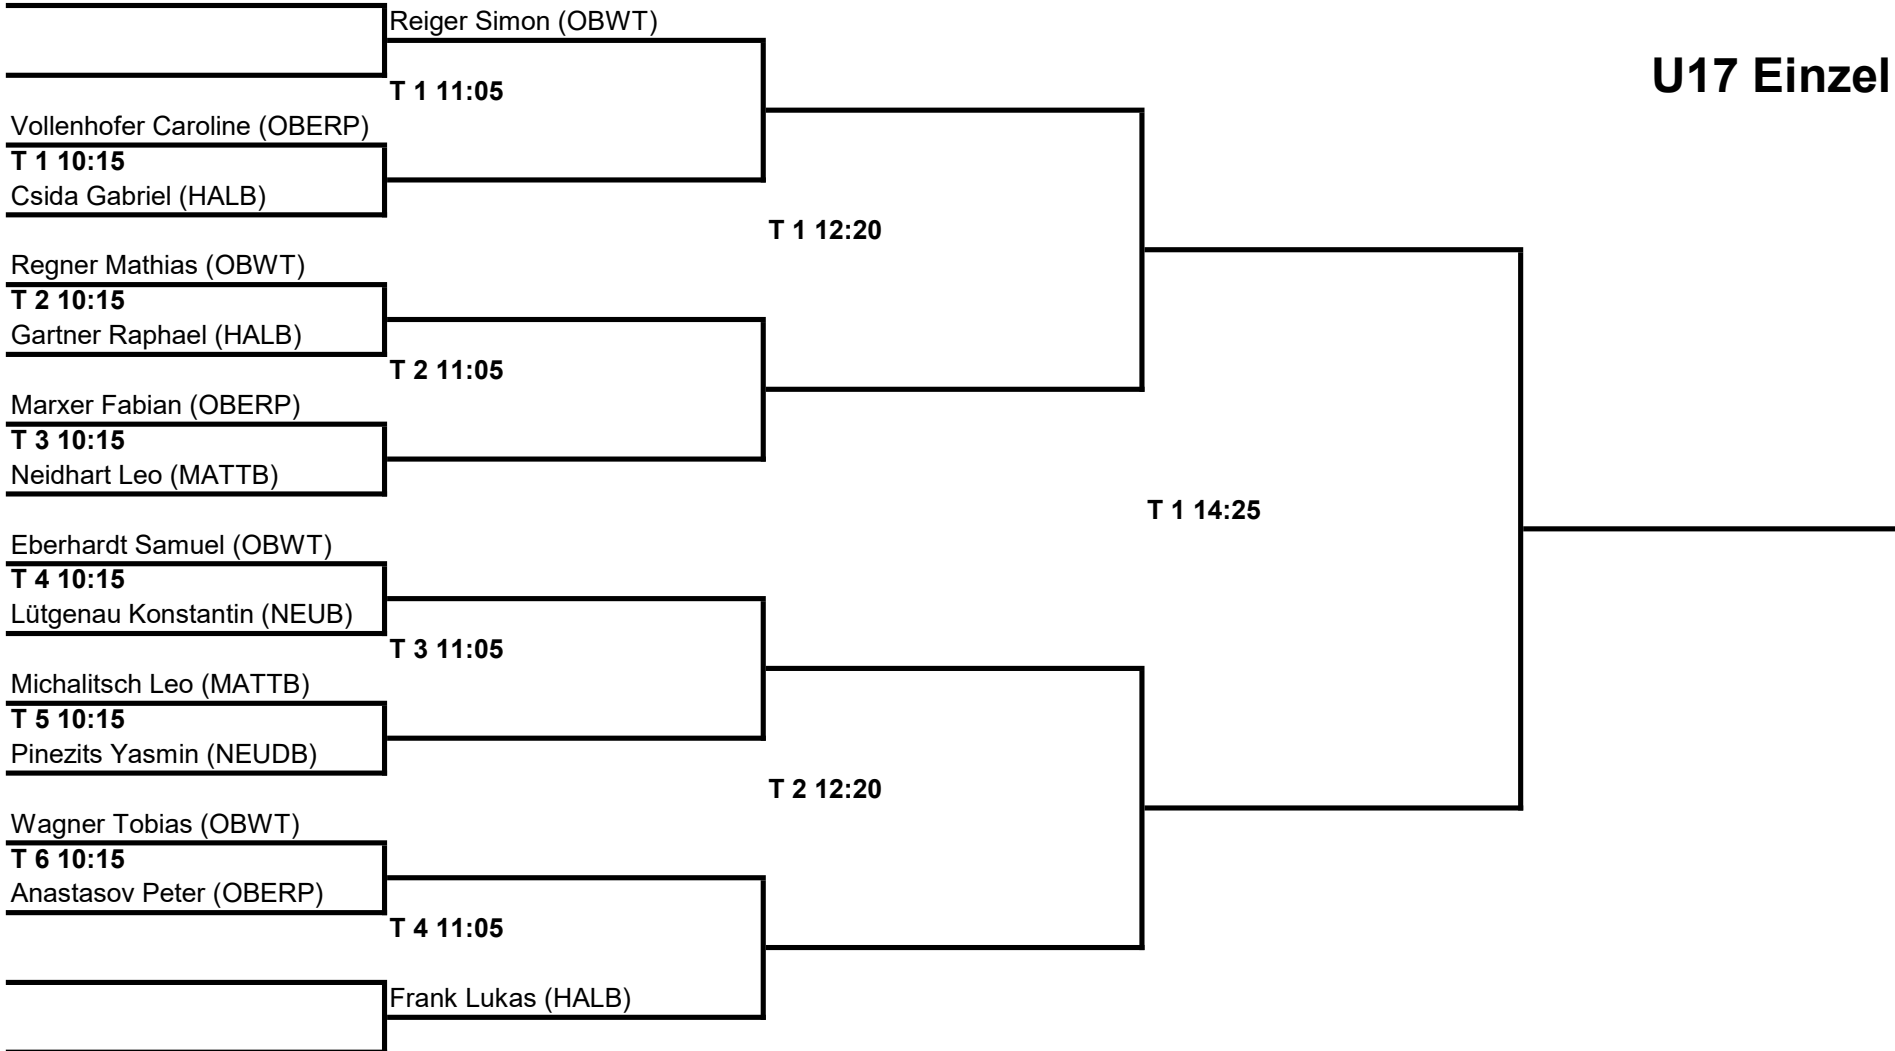 Reiger Simon (OBWT)
U17 Einzel
T 1 11:05
Vollenhofer Caroline (OBERP)
T 1 10:15
Csida Gabriel (HALB)
T 1 12:20
Regner Mathias (OBWT)
T 2 10:15
Gartner Raphael (HALB)
T 2 11:05
Marxer Fabian (OBERP)
T 3 10:15
Neidhart Leo (MATTB)
T 1 14:25
Eberhardt Samuel (OBWT)
T 4 10:15
Lütgenau Konstantin (NEUB)
T 3 11:05
Michalitsch Leo (MATTB)
T 5 10:15
Pinezits Yasmin (NEUDB)
T 2 12:20
Wagner Tobias (OBWT)
T 6 10:15
Anastasov Peter (OBERP)
T 4 11:05
Frank Lukas (HALB)